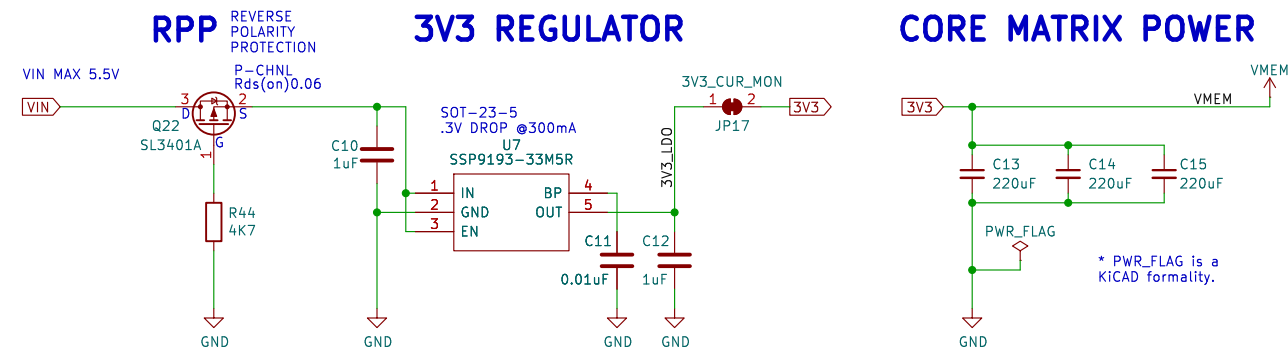 RPP
REVERSE
POLARITY
PROTECTION
3V3 REGULATOR
CORE MATRIX POWER
VIN MAX 5.5V
P-CHNL
Rds(on)0.06
VIN
3
2
D
S
Q22
SL3401A
G
1
R44
4K7
GND
C10
1uF
GND
SOT-23-5
.3V DROP @300mA
U7
SSP9193-33M5R
1
IN
2
GND
3
EN
BP
4
OUT
5
C11
0.01uF
GND
C12
1uF
GND
3V3_LDO
3V3_CUR_MON
1
2
JP17
3V3
3V3
VMEM
VMEM
C13
220uF
C14
220uF
C15
220uF
PWR_FLAG
* PWR_FLAG is a
KiCAD formality.
GND